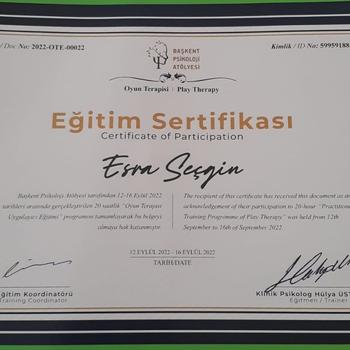 / Doc No: 2022-OTE-00022
Kimlik / ID No: 59959188
BAŞKENT
PSİKOLOJİ
ATÖLYESİ
Oyun Terapisi | Play Therapy
Eğitim Sertifikası
Certificate of Participation
Esra Seçgin
Başkent Psikoloji Atölyesi tarafından 12-16 Eylül 2022
tarihleri arasında gerçekleştirilen 20 saatlik "Oyun Terapisi
Uygulayıcı Eğitimi" programını tamamlayarak bu belgeyi
almaya hak kazanmıştır.
The recipient of this certificate has received this document as an
acknowledgement of their participation to 20-hour "Practitioner
Training Programme of Play Therapy" was held from 12th
September to 16th of September 2022
12 EYLÜL 2022 - 16 EYLÜL 2022
TARİH/DATE
Eğitim Koordinatörü
Training Coordinator
Klinik Psikolog Hülya ÜST
Eğitmen / Trainer